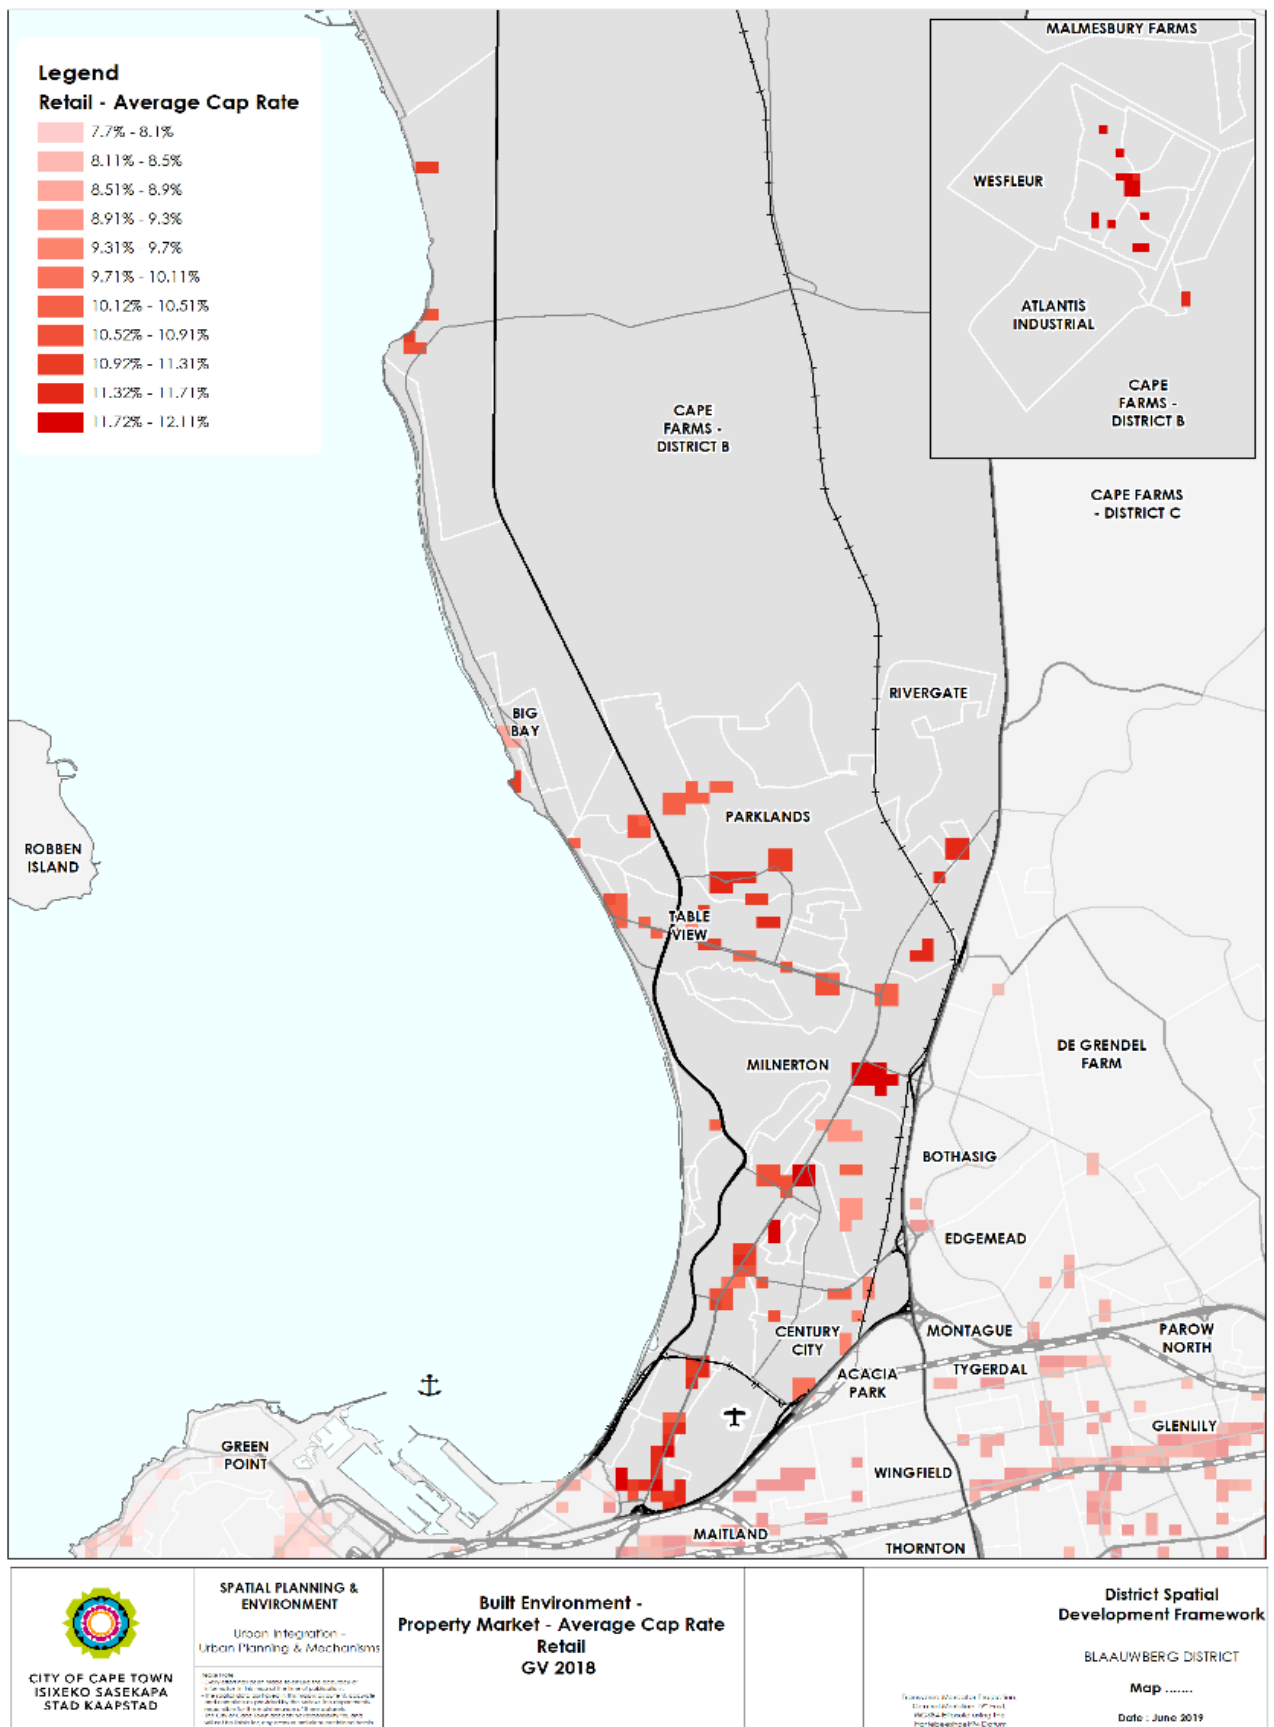 Legend
Retail - Average Cap Rate
7.7% - 8.1%
8.11% - 8.5%
8.51% - 8.9%
8.91% - 9.3%
9.31% - 9.7%
9.71% - 10.11%
10.12% - 10.51%
10.52% - 10.91%
10.92% - 11.31%
11.32% - 11.71%
11.72% - 12.11%
MALMESBURY FARMS
WESFLEUR
ATLANTIS
INDUSTRIAL
CAPE
FARMS -
DISTRICT B
CAPE
FARMS -
DISTRICT B
CAPE FARMS
- DISTRICT C
RIVERGATE
BIG
BAY
PARKLANDS
ROBBEN
ISLAND
TABLE
VIEW
DE GRENDEL
FARM
MILNERTON
BOTHASIG
EDGEMEAD
CENTURY
CITY
MONTAGUE
PAROW
NORTH
ACACIA
PARK
TYGERDAL
GLENLILY
GREEN
POINT
WINGFIELD
MAITLAND
THORNTON
CITY OF CAPE TOWN
ISIXEKO SASEKAPA
STAD KAAPSTAD
SPATIAL PLANNING &
ENVIRONMENT
Urban Integration -
Urban Planning & Mechanisms
Built Environment -
Property Market - Average Cap Rate
Retail
GV 2018
District Spatial
Development Framework
BLAAUWBERG DISTRICT
Map .......
Date : June 2019